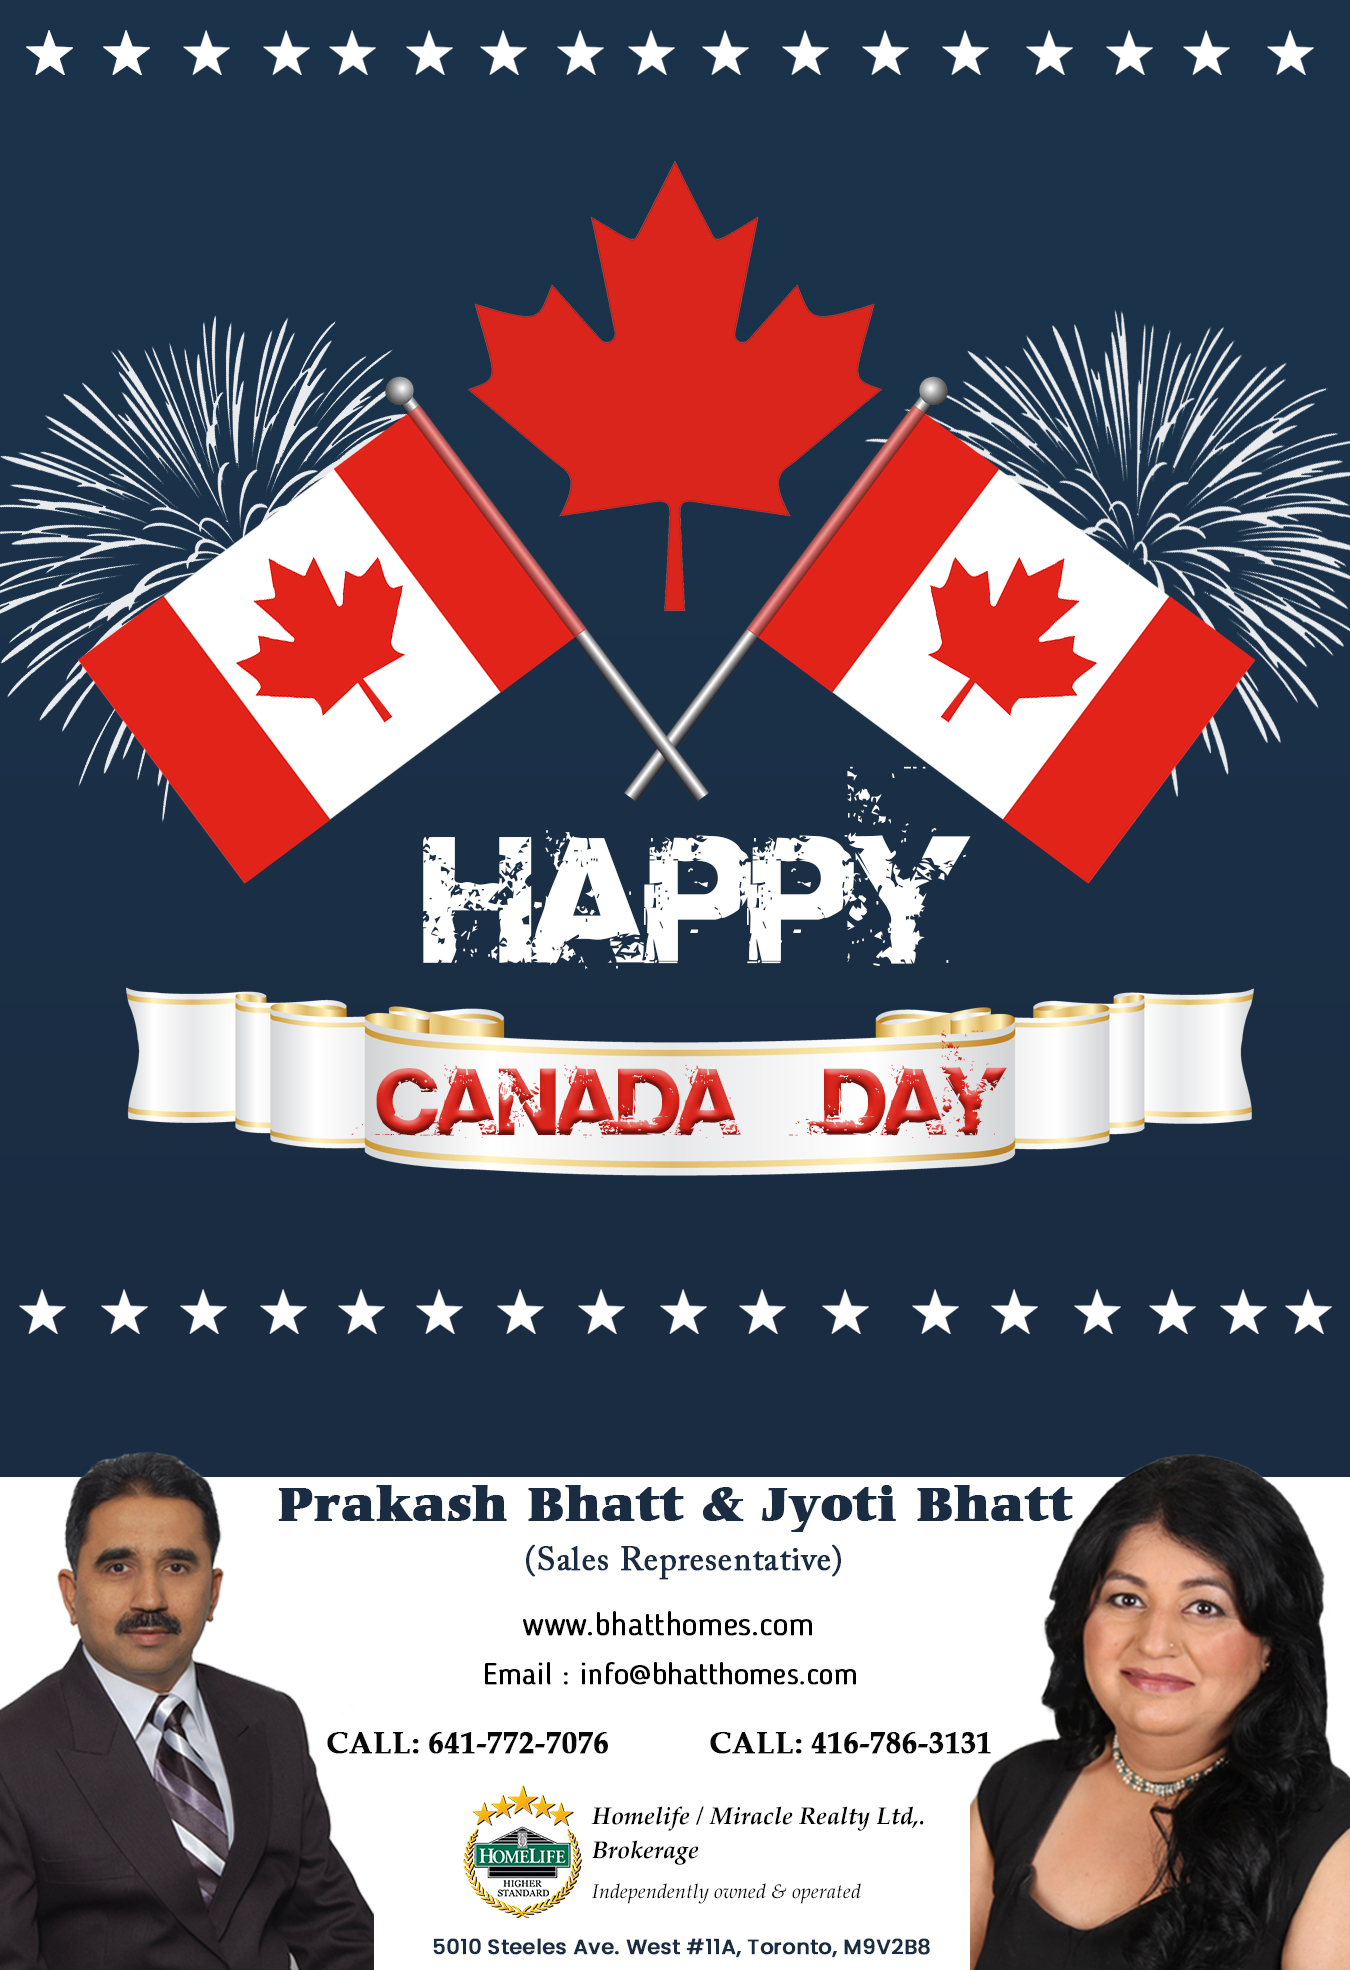 HAPPY
CANADA DAY
Prakash Bhatt & Jyoti Bhatt
(Sales Representative)
www.bhatthomes.com
Email : info@bhatthomes.com
CALL: 641-772-7076 CALL: 416-786-3131
HOMELIFE
HIGHER
STANDARD
Homelife / Miracle Realty Ltd,.
Brokerage
Independently owned & operated
5010 Steeles Ave. West #11A, Toronto, M9V2B8